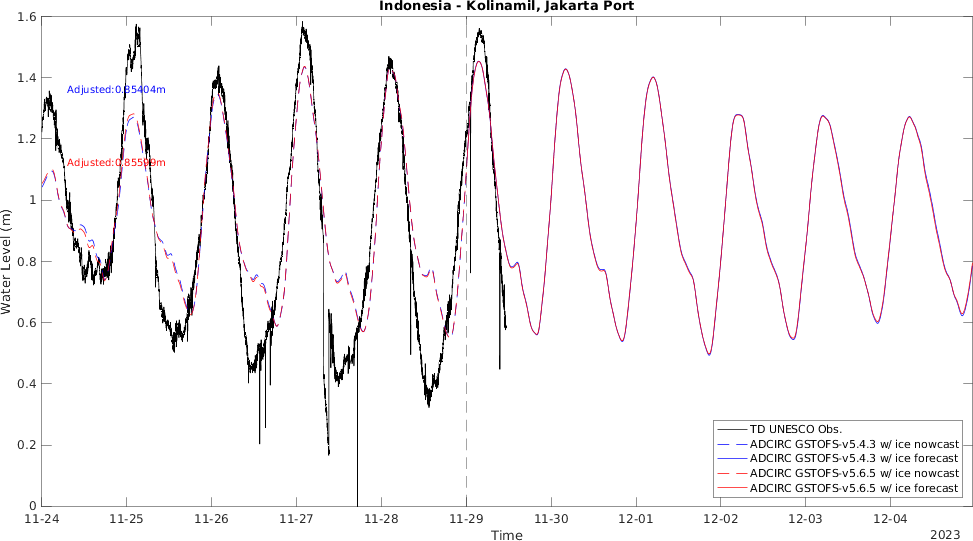 Indonesia - Kolinamil, Jakarta Port
1.6
1.4
1.2
1
0.8
0.6
0.4
0.2
0
Water Level (m)
Adjusted:0.85404m
Adjusted:0.85599m
TD UNESCO Obs.
ADCIRC GSTOFS-v5.4.3 w/ ice nowcast
ADCIRC GSTOFS-v5.4.3 w/ ice forecast
ADCIRC GSTOFS-v5.6.5 w/ ice nowcast
ADCIRC GSTOFS-v5.6.5 w/ ice forecast
11-24 11-25 11-26 11-27 11-28 11-29 11-30 12-01 12-02 12-03 12-04
Time
2023